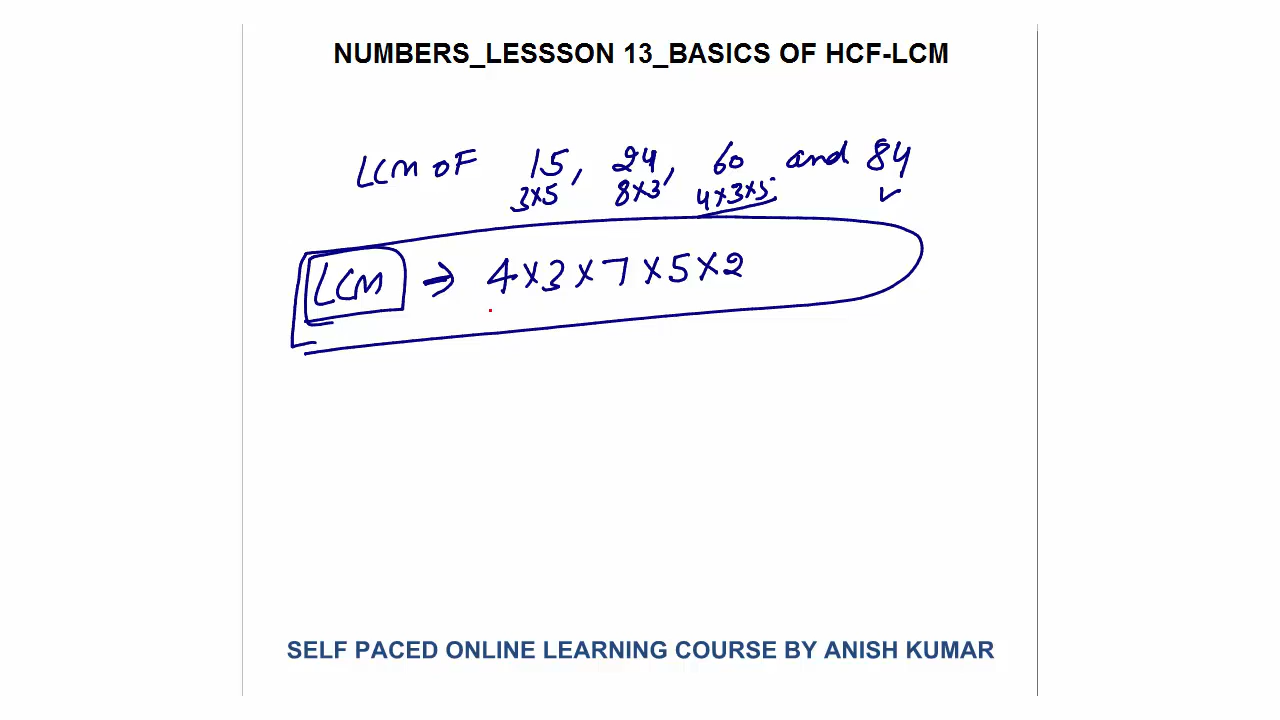 NUMBERS_LESSSON 13_BASICS OF HCF-LCM
LCM OF 15, 24, 60 and 84
3×5 8×3 4×3×5
LCM → 4×3×7×5×2
SELF PACED ONLINE LEARNING COURSE BY ANISH KUMAR